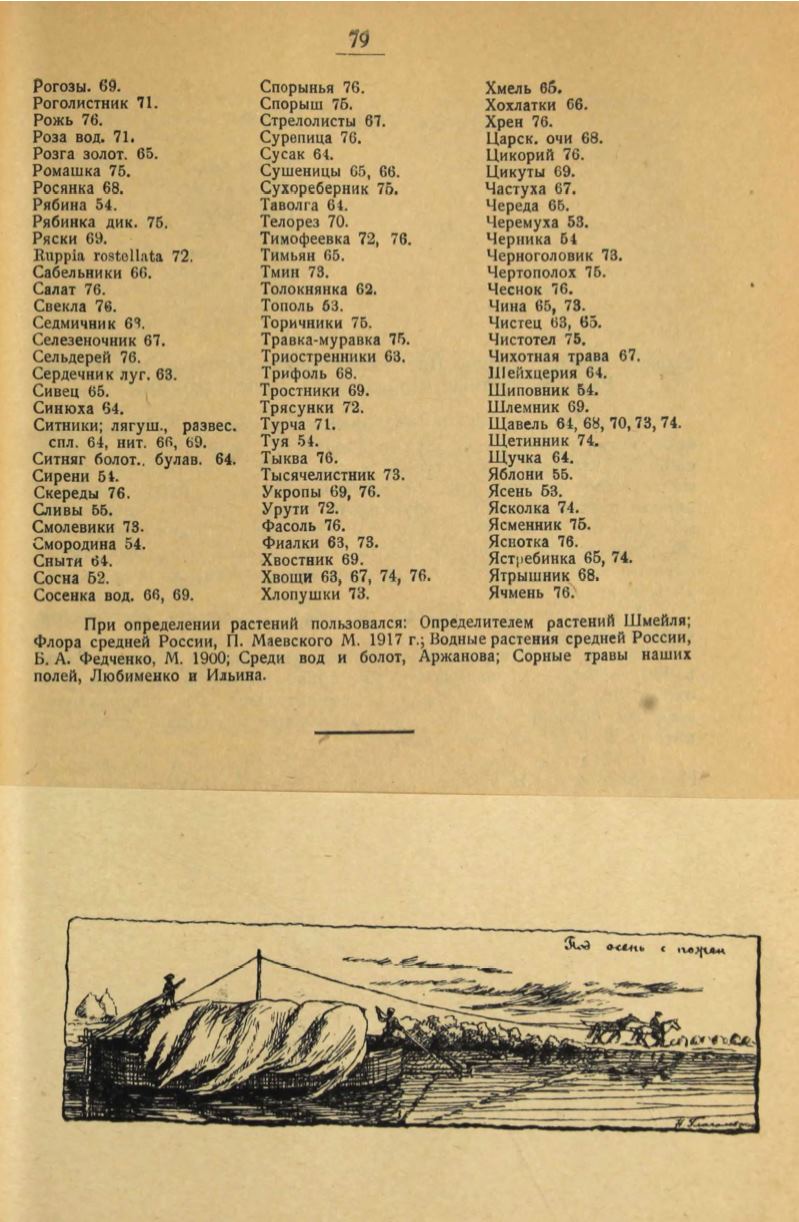 79
Рогозы. 69.
Роголистник 71.
Рожь 76.
Роза вод. 71.
Розга золот. 65.
Ромашка 75.
Росянка 68.
Рябина 54.
Рябинка дик. 75.
Ряски 69.
Ruppia rostellata 72.
Сабельники 66.
Салат 76.
Свекла 76.
Седмичник 63.
Селезеночник 67.
Сельдерей 76.
Сердечник луг. 63.
Сивец 65.
Синюха 64.
Ситники; лягуш., развес.
спл. 64, нит. 66, 69.
Ситняг болот., булав. 64.
Сирени 54.
Скереды 76.
Сливы 55.
Смолевики 73.
Смородина 54.
Сныти 64.
Сосна 52.
Сосенка вод. 66, 69.
Спорынья 76.
Спорыш 75.
Стрелолисты 67.
Сурепица 76.
Сусак 64.
Сушеницы 65, 66.
Сухореберник 75.
Таволга 64.
Телорез 70.
Тимофеевка 72, 76.
Тимьян 65.
Тмин 73.
Толокнянка 62.
Тополь 53.
Торичники 75.
Травка-муравка 75.
Триостренники 63.
Трифоль 68.
Тростники 69.
Трясунки 72.
Турча 71.
Туя 54.
Тыква 76.
Тысячелистник 73.
Укропы 69, 76.
Урути 72.
Фасоль 76.
Фиалки 63, 73.
Хвостник 69.
Хвощи 63, 67, 74, 76.
Хлопушки 73.
Хмель 65.
Хохлатки 66.
Хрен 76.
Царск. очи 68.
Цикорий 76.
Цикуты 69.
Частуха 67.
Череда 65.
Черемуха 53.
Черника 54
Черноголовик 73.
Чертополох 75.
Чеснок 76.
Чина 65, 73.
Чистец 63, 65.
Чистотел 75.
Чихотная трава 67.
Шейхцерия 64.
Шиповник 54.
Шлемник 69.
Щавель 64, 68, 70, 73, 74.
Щетинник 74.
Щучка 64.
Яблони 55.
Ясень 53.
Ясколка 74.
Ясменник 75.
Яснотка 76.
Ястребинка 65, 74.
Ятрышник 68.
Ячмень 76.
При определении растений пользовался: Определителем растений Шмейля;
Флора средней России, П. Маевского М. 1917 г.; Водные растения средней России,
Б. А. Федченко, М. 1900; Среди вод и болот, Аржанова; Сорные травы наших
полей, Любименко и Ильина.
Под осень с пожен